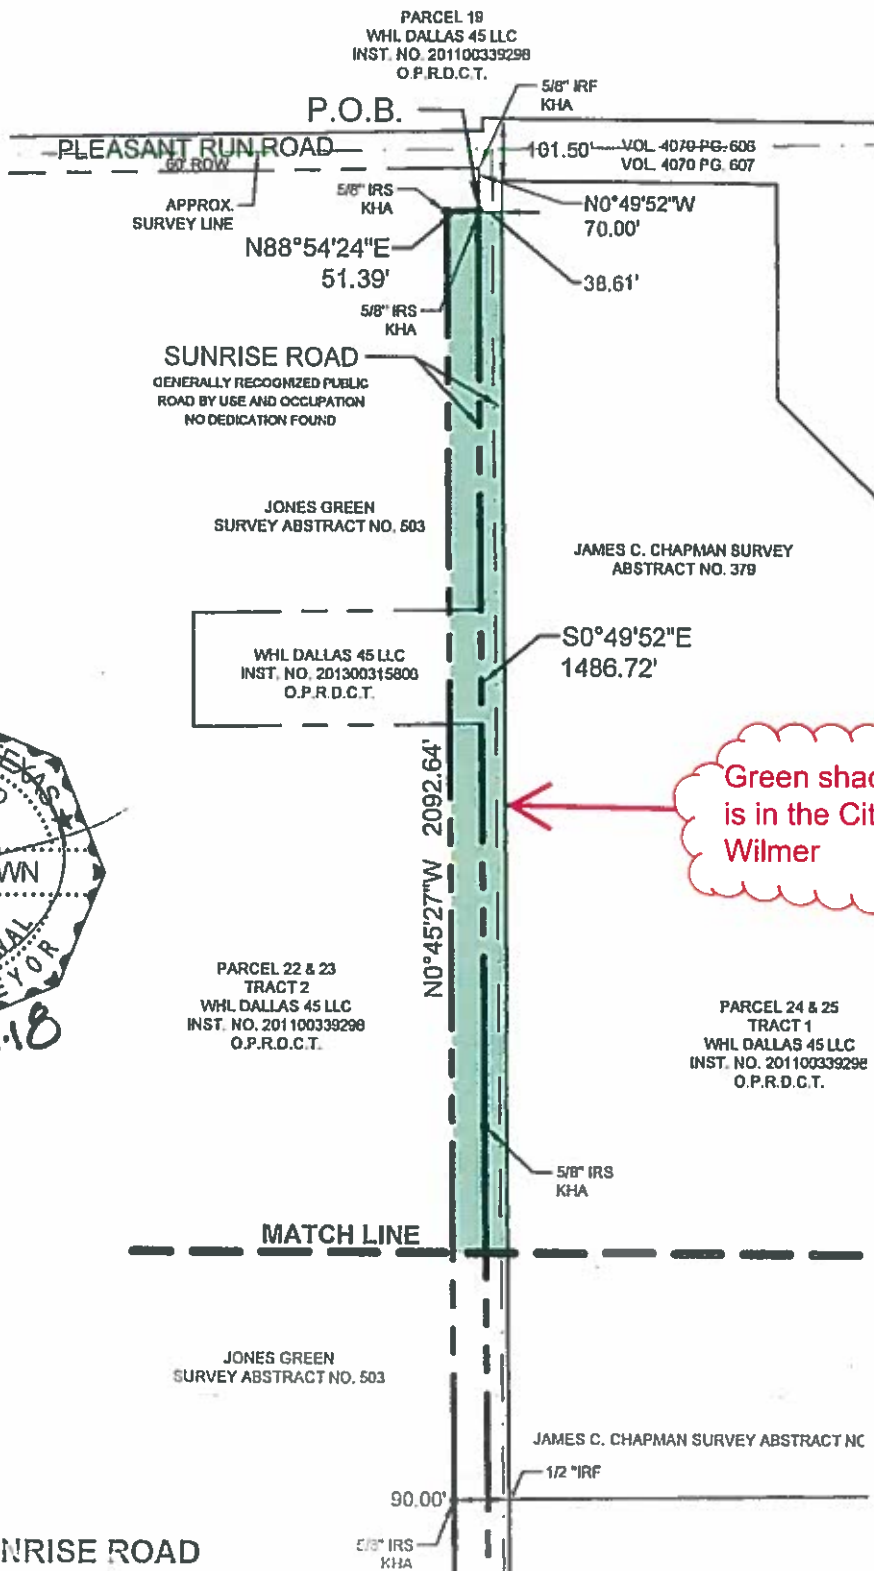 PARCEL 19
WHL DALLAS 45 LLC
INST. NO. 201100339298
O.P.R.D.C.T.
5/8" IRF
KHA
P.O.B.
PLEASANT RUN ROAD
60' ROW
101.50'
VOL. 4070 PG. 606
VOL. 4070 PG. 607
APPROX.
SURVEY LINE
5/8" IRS
KHA
N0°49'52"W
70.00'
N88°54'24"E
51.39'
38.61'
5/8" IRS
KHA
SUNRISE ROAD
GENERALLY RECOGNIZED PUBLIC
ROAD BY USE AND OCCUPATION
NO DEDICATION FOUND
JONES GREEN
SURVEY ABSTRACT NO. 503
JAMES C. CHAPMAN SURVEY
ABSTRACT NO. 379
S0°49'52"E
1486.72'
WHL DALLAS 45 LLC
INST. NO. 201300315808
O.P.R.D.C.T.
N0°45'27"W 2092.64'
Green shad
is in the Cit
Wilmer
EXAS
WN
YOR
.18
PARCEL 22 & 23
TRACT 2
WHL DALLAS 45 LLC
INST. NO. 201100339298
O.P.R.D.C.T.
PARCEL 24 & 25
TRACT 1
WHL DALLAS 45 LLC
INST. NO. 201100339298
O.P.R.D.C.T.
5/8" IRS
KHA
MATCH LINE
JONES GREEN
SURVEY ABSTRACT NO. 503
JAMES C. CHAPMAN SURVEY ABSTRACT NO
1/2 "IRF
90.00'
5/8" IRS
KHA
NRISE ROAD